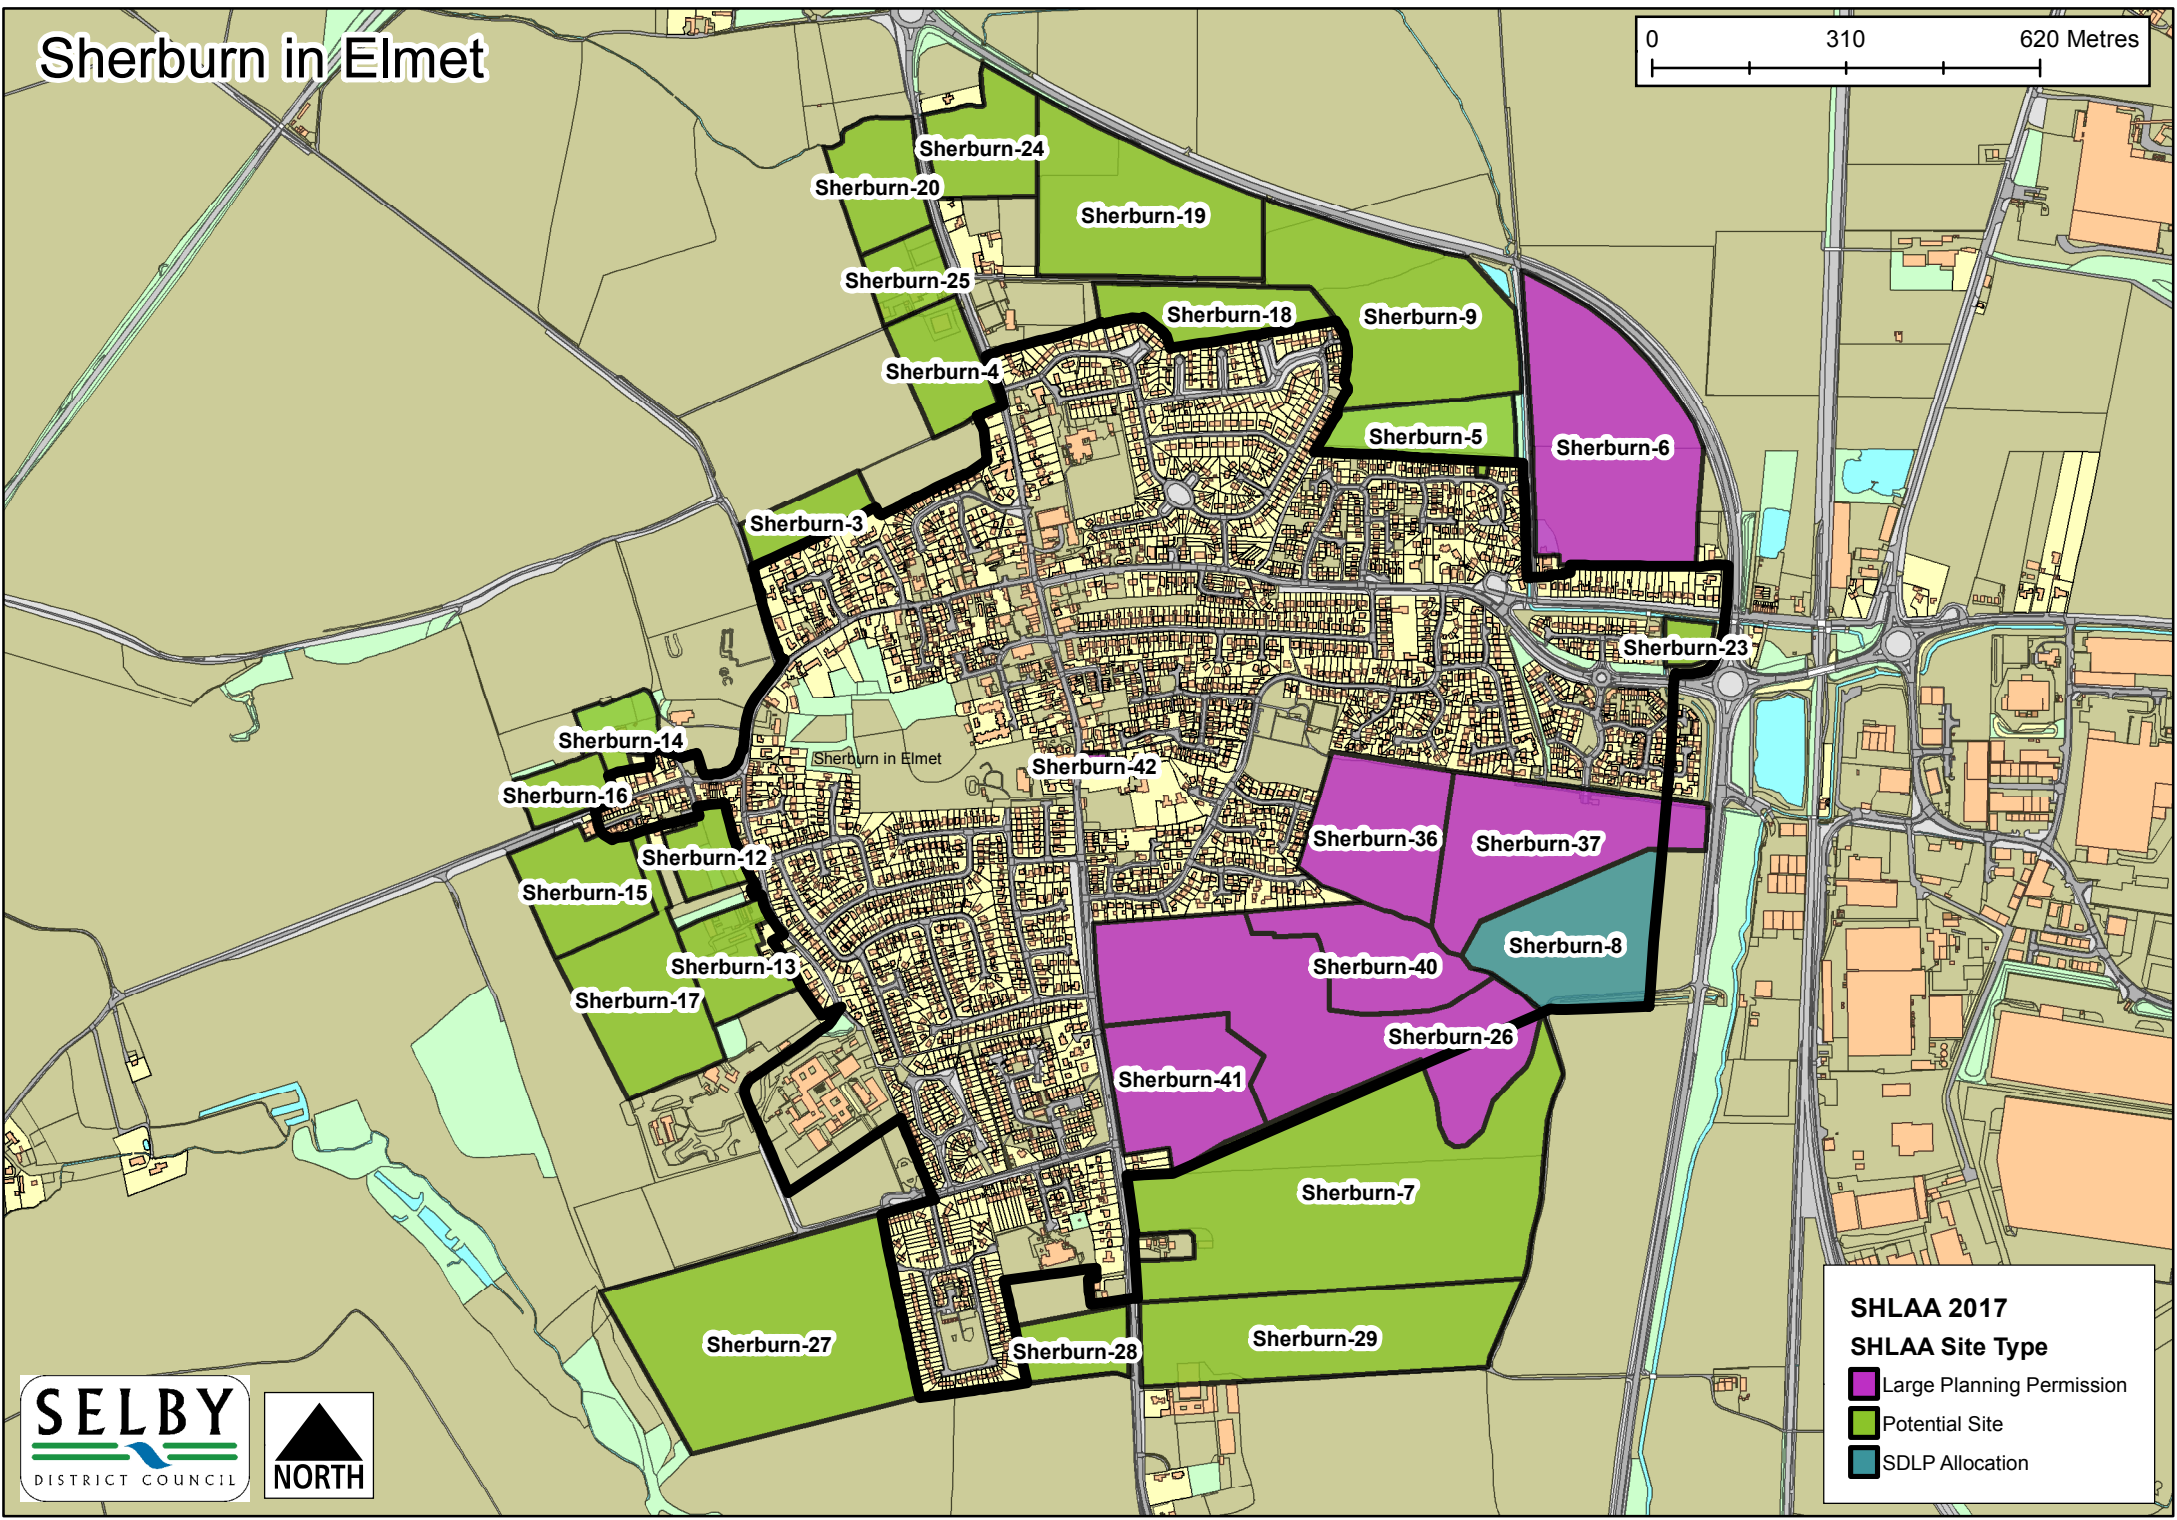 Sherburn in Elmet
0 310 620 Metres
Sherburn-24
Sherburn-20
Sherburn-19
Sherburn-25
Sherburn-18
Sherburn-9
Sherburn-4
Sherburn-5
Sherburn-6
Sherburn-3
Sherburn-23
Sherburn-14
Sherburn in Elmet
Sherburn-42
Sherburn-16
Sherburn-36
Sherburn-37
Sherburn-12
Sherburn-15
Sherburn-8
Sherburn-13
Sherburn-40
Sherburn-17
Sherburn-26
Sherburn-41
Sherburn-7
Sherburn-27
Sherburn-28
Sherburn-29
SHLAA 2017
SHLAA Site Type
Large Planning Permission
Potential Site
SDLP Allocation
SELBY
DISTRICT COUNCIL
NORTH